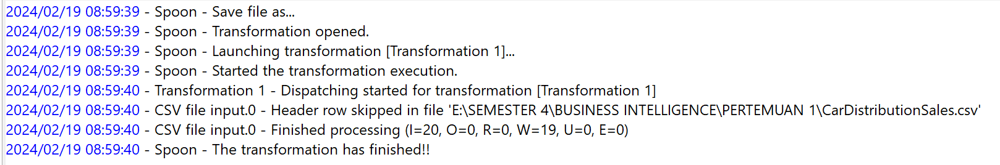 2024/02/19 08:59:39 - Spoon - Save file as...
2024/02/19 08:59:39 - Spoon - Transformation opened.
2024/02/19 08:59:39 - Spoon - Launching transformation [Transformation 1]...
2024/02/19 08:59:39 - Spoon - Started the transformation execution.
2024/02/19 08:59:40 - Transformation 1 - Dispatching started for transformation [Transformation 1]
2024/02/19 08:59:40 - CSV file input.0 - Header row skipped in file 'E:\SEMESTER 4\BUSINESS INTELLIGENCE\PERTEMUAN 1\CarDistributionSales.csv'
2024/02/19 08:59:40 - CSV file input.0 - Finished processing (I=20, O=0, R=0, W=19, U=0, E=0)
2024/02/19 08:59:40 - Spoon - The transformation has finished!!